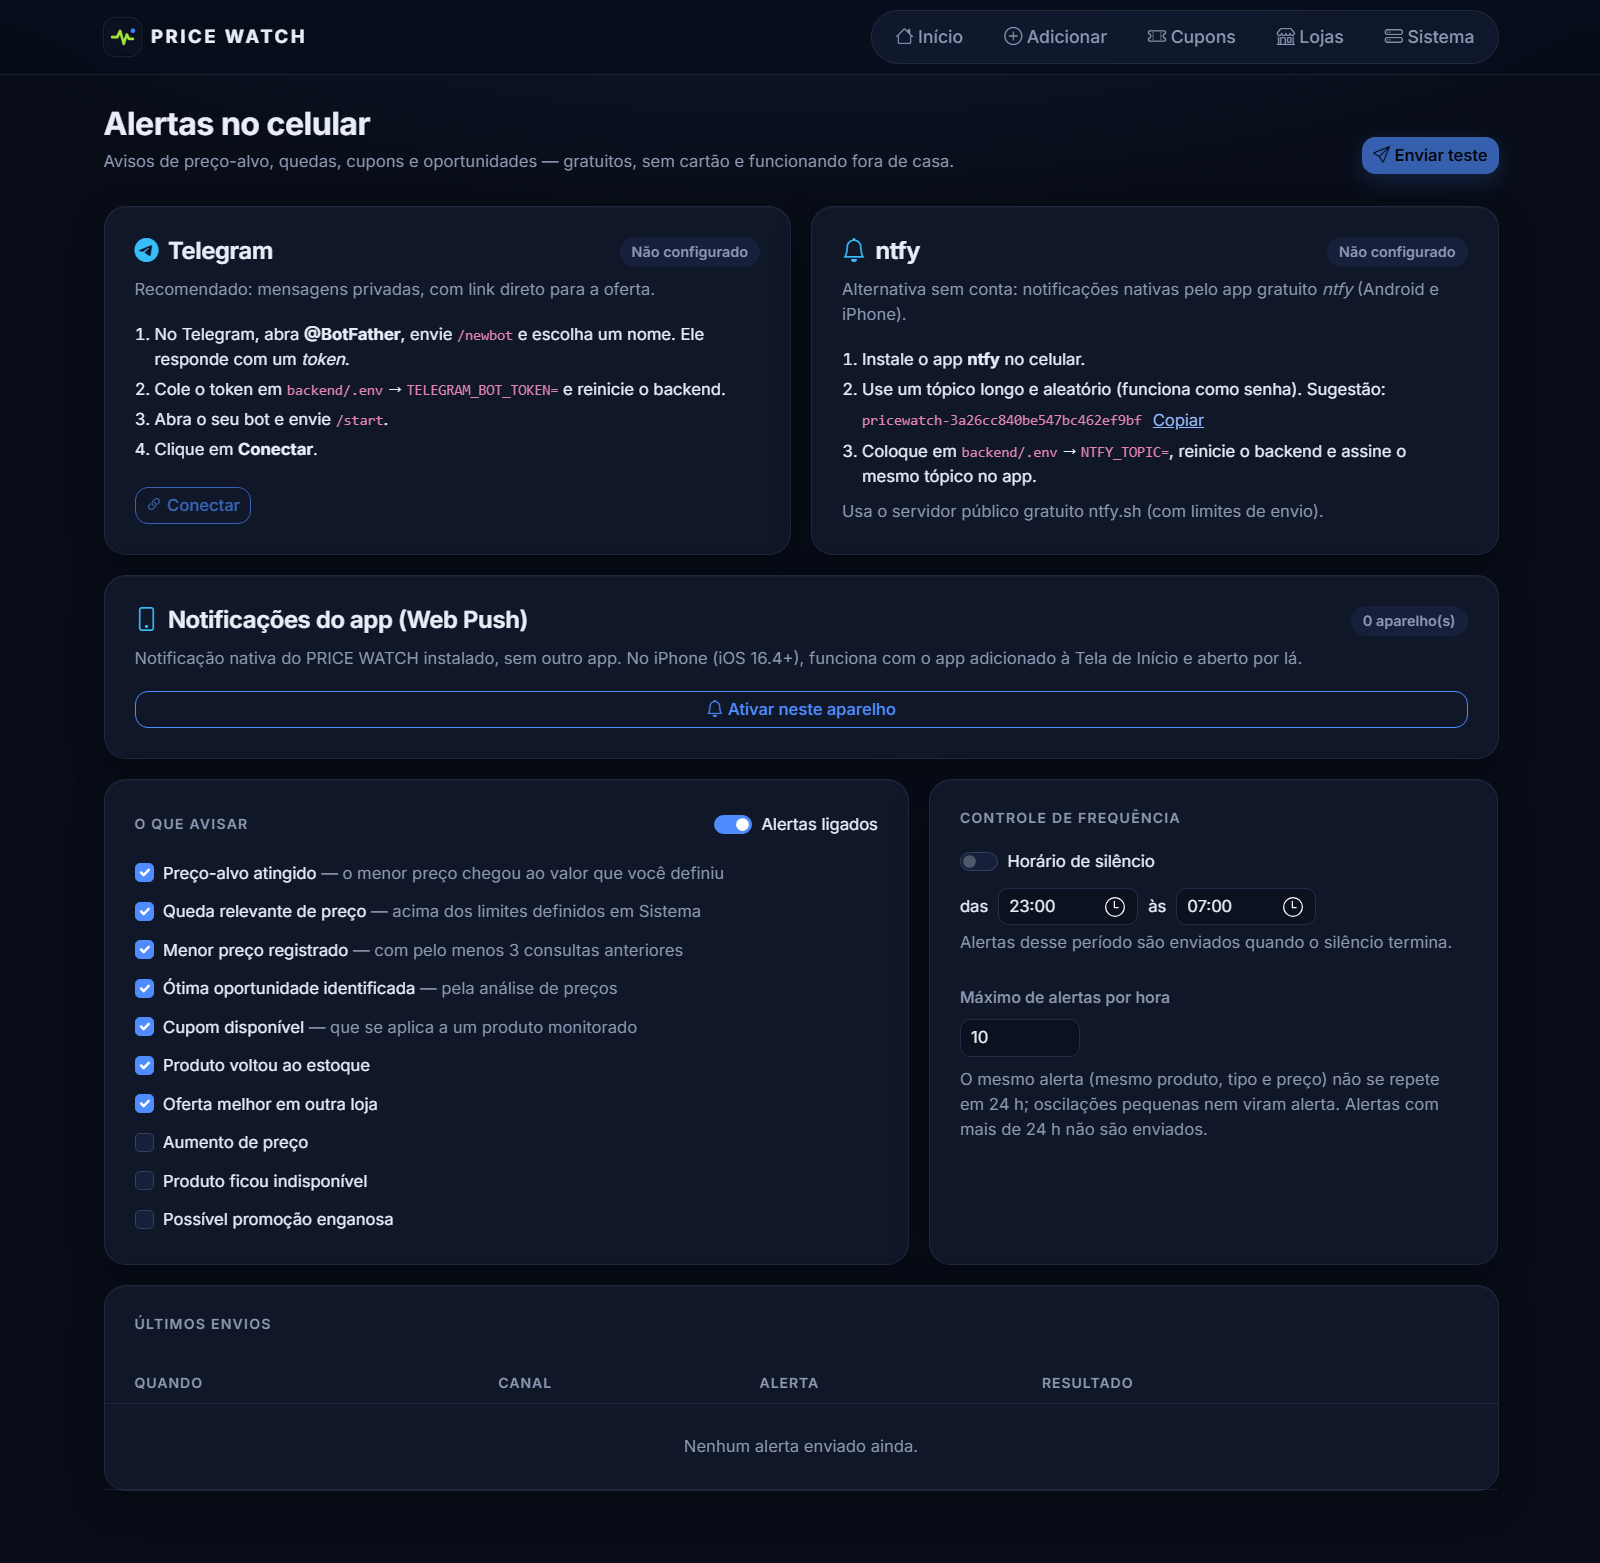 PRICE WATCH
Início
Adicionar
Cupons
Lojas
Sistema
Alertas no celular
Avisos de preço-alvo, quedas, cupons e oportunidades — gratuitos, sem cartão e funcionando fora de casa.
Enviar teste
Telegram
Não configurado
Recomendado: mensagens privadas, com link direto para a oferta.
1. No Telegram, abra @BotFather, envie /newbot e escolha um nome. Ele
responde com um token.
2. Cole o token em backend/.env → TELEGRAM_BOT_TOKEN= e reinicie o backend.
3. Abra o seu bot e envie /start.
4. Clique em Conectar.
Conectar
ntfy
Não configurado
Alternativa sem conta: notificações nativas pelo app gratuito ntfy (Android e
iPhone).
1. Instale o app ntfy no celular.
2. Use um tópico longo e aleatório (funciona como senha). Sugestão:
pricewatch-3a26cc840be547bc462ef9bf Copiar
3. Coloque em backend/.env → NTFY_TOPIC=, reinicie o backend e assine o
mesmo tópico no app.
Usa o servidor público gratuito ntfy.sh (com limites de envio).
Notificações do app (Web Push)
0 aparelho(s)
Notificação nativa do PRICE WATCH instalado, sem outro app. No iPhone (iOS 16.4+), funciona com o app adicionado à Tela de Início e aberto por lá.
Ativar neste aparelho
O QUE AVISAR
Alertas ligados
Preço-alvo atingido — o menor preço chegou ao valor que você definiu
Queda relevante de preço — acima dos limites definidos em Sistema
Menor preço registrado — com pelo menos 3 consultas anteriores
Ótima oportunidade identificada — pela análise de preços
Cupom disponível — que se aplica a um produto monitorado
Produto voltou ao estoque
Oferta melhor em outra loja
Aumento de preço
Produto ficou indisponível
Possível promoção enganosa
CONTROLE DE FREQUÊNCIA
Horário de silêncio
das 23:00 às 07:00
Alertas desse período são enviados quando o silêncio termina.
Máximo de alertas por hora
10
O mesmo alerta (mesmo produto, tipo e preço) não se repete
em 24 h; oscilações pequenas nem viram alerta. Alertas com
mais de 24 h não são enviados.
ÚLTIMOS ENVIOS
QUANDO CANAL ALERTA RESULTADO
Nenhum alerta enviado ainda.